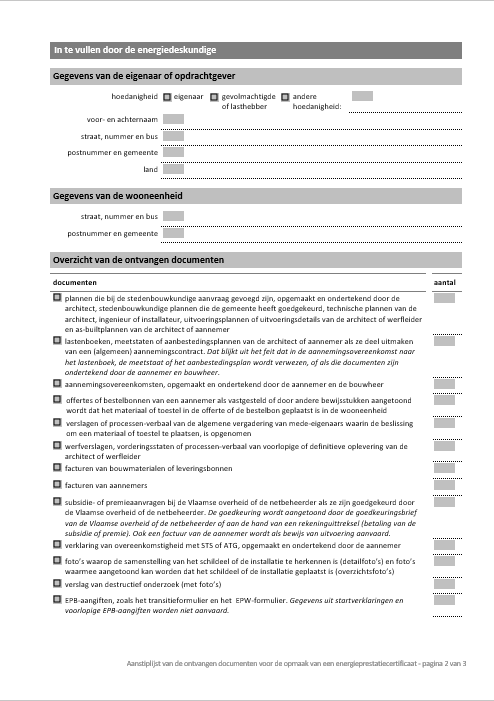 In te vullen door de energiedeskundige
Gegevens van de eigenaar of opdrachtgever
hoedanigheid eigenaar gevolmachtigde andere
of lasthebber hoedanigheid:
voor- en achternaam
straat, nummer en bus
postnummer en gemeente
land
Gegevens van de wooneenheid
straat, nummer en bus
postnummer en gemeente
Overzicht van de ontvangen documenten
documenten aantal
plannen die bij de stedenbouwkundige aanvraag gevoegd zijn, opgemaakt en ondertekend door de
architect, stedenbouwkundige plannen die de gemeente heeft goedgekeurd, technische plannen van de
architect, ingenieur of installateur, uitvoeringsplannen of uitvoeringsdetails van de architect of werfleider
en as-builtplannen van de architect of aannemer
lastenboeken, meetstaten of aanbestedingsplannen van de architect of aannemer als ze deel uitmaken
van een (algemeen) aannemingscontract. Dat blijkt uit het feit dat in de aannemingsovereenkomst naar
het lastenboek, de meetstaat of het aanbestedingsplan wordt verwezen, of als die documenten zijn
ondertekend door de aannemer en bouwheer.
aannemingsovereenkomsten, opgemaakt en ondertekend door de aannemer en de bouwheer
offertes of bestelbonnen van een aannemer als vastgesteld of door andere bewijsstukken aangetoond
wordt dat materiaal of toestel in de offerte of de bestelbon geplaatst is in de wooneenheid
verslagen of processen-verbaal van de algemene vergadering van mede-eigenaars waarin de beslissing
om een materiaal of toestel te plaatsen, is opgenomen
werfverslagen, vorderingsstaten of processen-verbaal van voorlopige of definitieve oplevering van de
architect of werfleider
facturen van bouwmaterialen of leveringsbonnen
facturen van aannemers
subsidie- of premieaanvragen bij de Vlaamse overheid of de netbeheerder als ze zijn goedgekeurd door
de Vlaamse overheid of de netbeheerder. De goedkeuring wordt aangetoond door de goedkeuringsbrief
van de Vlaamse overheid of de netbeheerder of aan de hand van een rekeninguittreksel (betaling van de
subsidie of premie). Ook een factuur van de aannemer wordt als bewijs van uitvoering aanvaard.
verklaring van overeenkomstigheid met STS of ATG, opgemaakt en ondertekend door de aannemer
foto's waarop de samenstelling van het schildeel of de installatie te herkennen is (detailfoto's) en foto's
waarmee aangetoond kan worden dat het schildeel of de installatie geplaatst is (overzichtsfoto's)
verslag van destructief onderzoek (met foto's)
EPB-aangiften, zoals het transitieformulier en het EPW-formulier. Gegevens uit startverklaringen en
voorlopige EPB-aangiften worden niet aanvaard.
Aanstiplijst van de ontvangen documenten voor de opmaak van een energieprestatiecertificaat - pagina 2 van 3